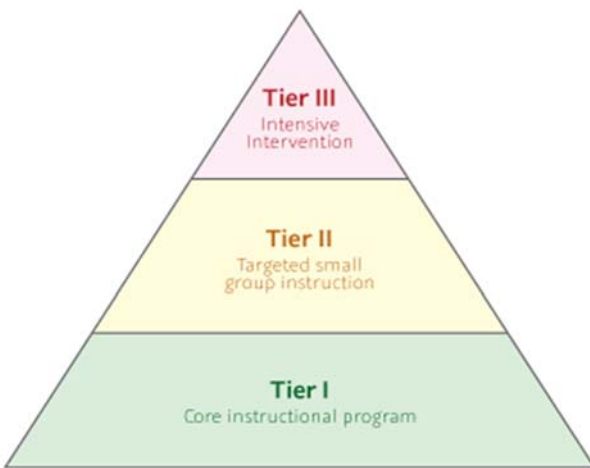 Tier III
Intensive
Intervention
Tier II
Targeted small
group instruction
Tier I
Core instructional program